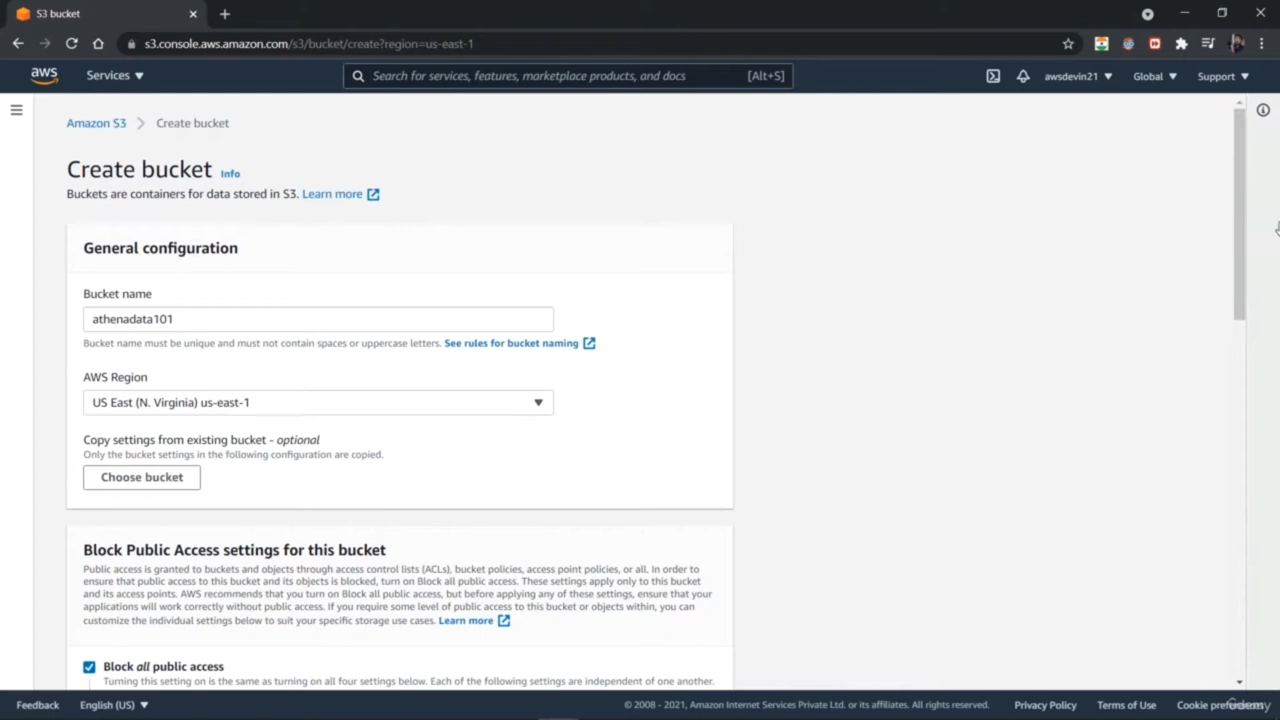 S3 bucket
s3.console.aws.amazon.com/s3/bucket/create?region=us-east-1
aws
Services
Search for services, features, marketplace products, and docs
[Alt+S]
awsdevin21
Global
Support
Amazon S3 > Create bucket
Create bucket Info
Buckets are containers for data stored in S3. Learn more
General configuration
Bucket name
athenadata101
Bucket name must be unique and must not contain spaces or uppercase letters. See rules for bucket naming
AWS Region
US East (N. Virginia) us-east-1
Copy settings from existing bucket - optional
Only the bucket settings in the following configuration are copied.
Choose bucket
Block Public Access settings for this bucket
Public access is granted to buckets and objects through access control lists (ACLs), bucket policies, access point policies, or all. In order to
ensure that public access to this bucket and its objects is blocked, turn on Block all public access. These settings apply only to this bucket
and its access points. AWS recommends that you turn on Block all public access, but before applying any of these settings, ensure that your
applications will work correctly without public access. If you require some level of public access to this bucket or objects within, you can
customize the individual settings below to suit your specific storage use cases. Learn more
Block all public access
Turning this setting on is the same as turning on all four settings below. Each of the following settings are independent of one another.
Feedback
English (US)
© 2008 - 2021, Amazon Internet Services Private Ltd. or its affiliates. All rights reserved.
Privacy Policy
Terms of Use
Cookie preferences
Udemy